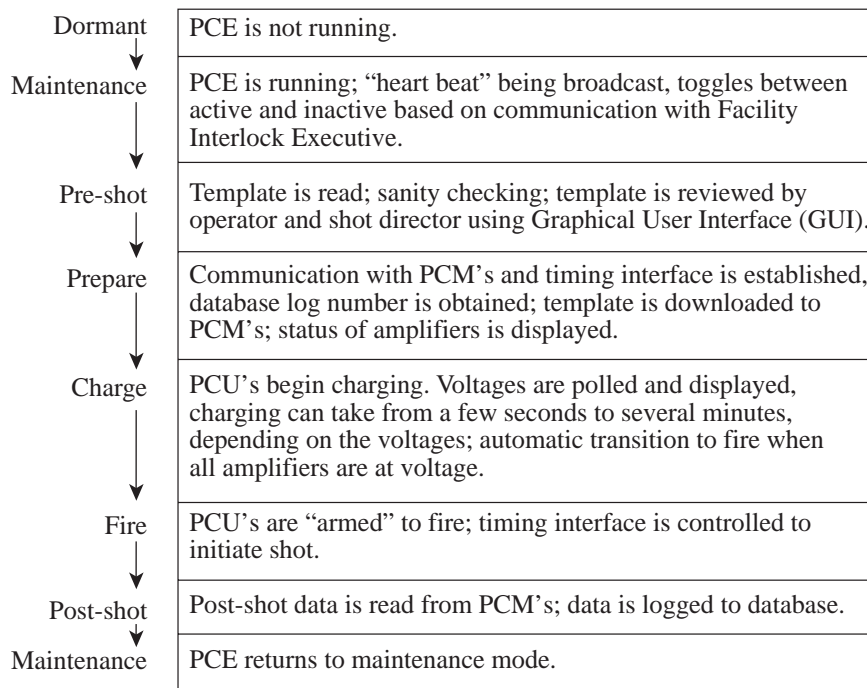 Dormant
PCE is not running.
Maintenance
PCE is running; “heart beat” being broadcast, toggles between
active and inactive based on communication with Facility
Interlock Executive.
Pre-shot
Template is read; sanity checking; template is reviewed by
operator and shot director using Graphical User Interface (GUI).
Prepare
Communication with PCM’s and timing interface is established,
database log number is obtained; template is downloaded to
PCM’s; status of amplifiers is displayed.
Charge
PCU’s begin charging. Voltages are polled and displayed,
charging can take from a few seconds to several minutes,
depending on the voltages; automatic transition to fire when
all amplifiers are at voltage.
Fire
PCU’s are “armed” to fire; timing interface is controlled to
initiate shot.
Post-shot
Post-shot data is read from PCM’s; data is logged to database.
Maintenance
PCE returns to maintenance mode.